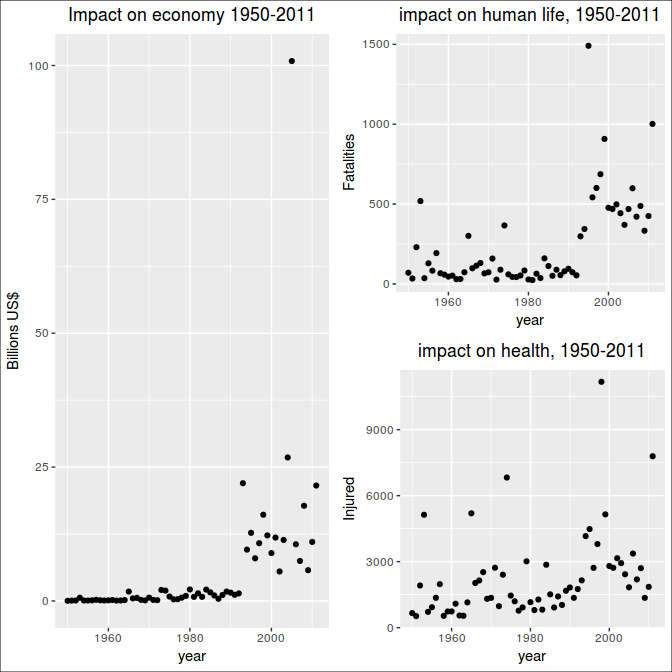 Impact on economy 1950-2011
100
75
50
25
0
Billions US$
1960
1980
2000
year
impact on human life, 1950-2011
1500
1000
500
0
Fatalities
1960
1980
2000
year
impact on health, 1950-2011
9000
6000
3000
0
Injured
1960
1980
2000
year